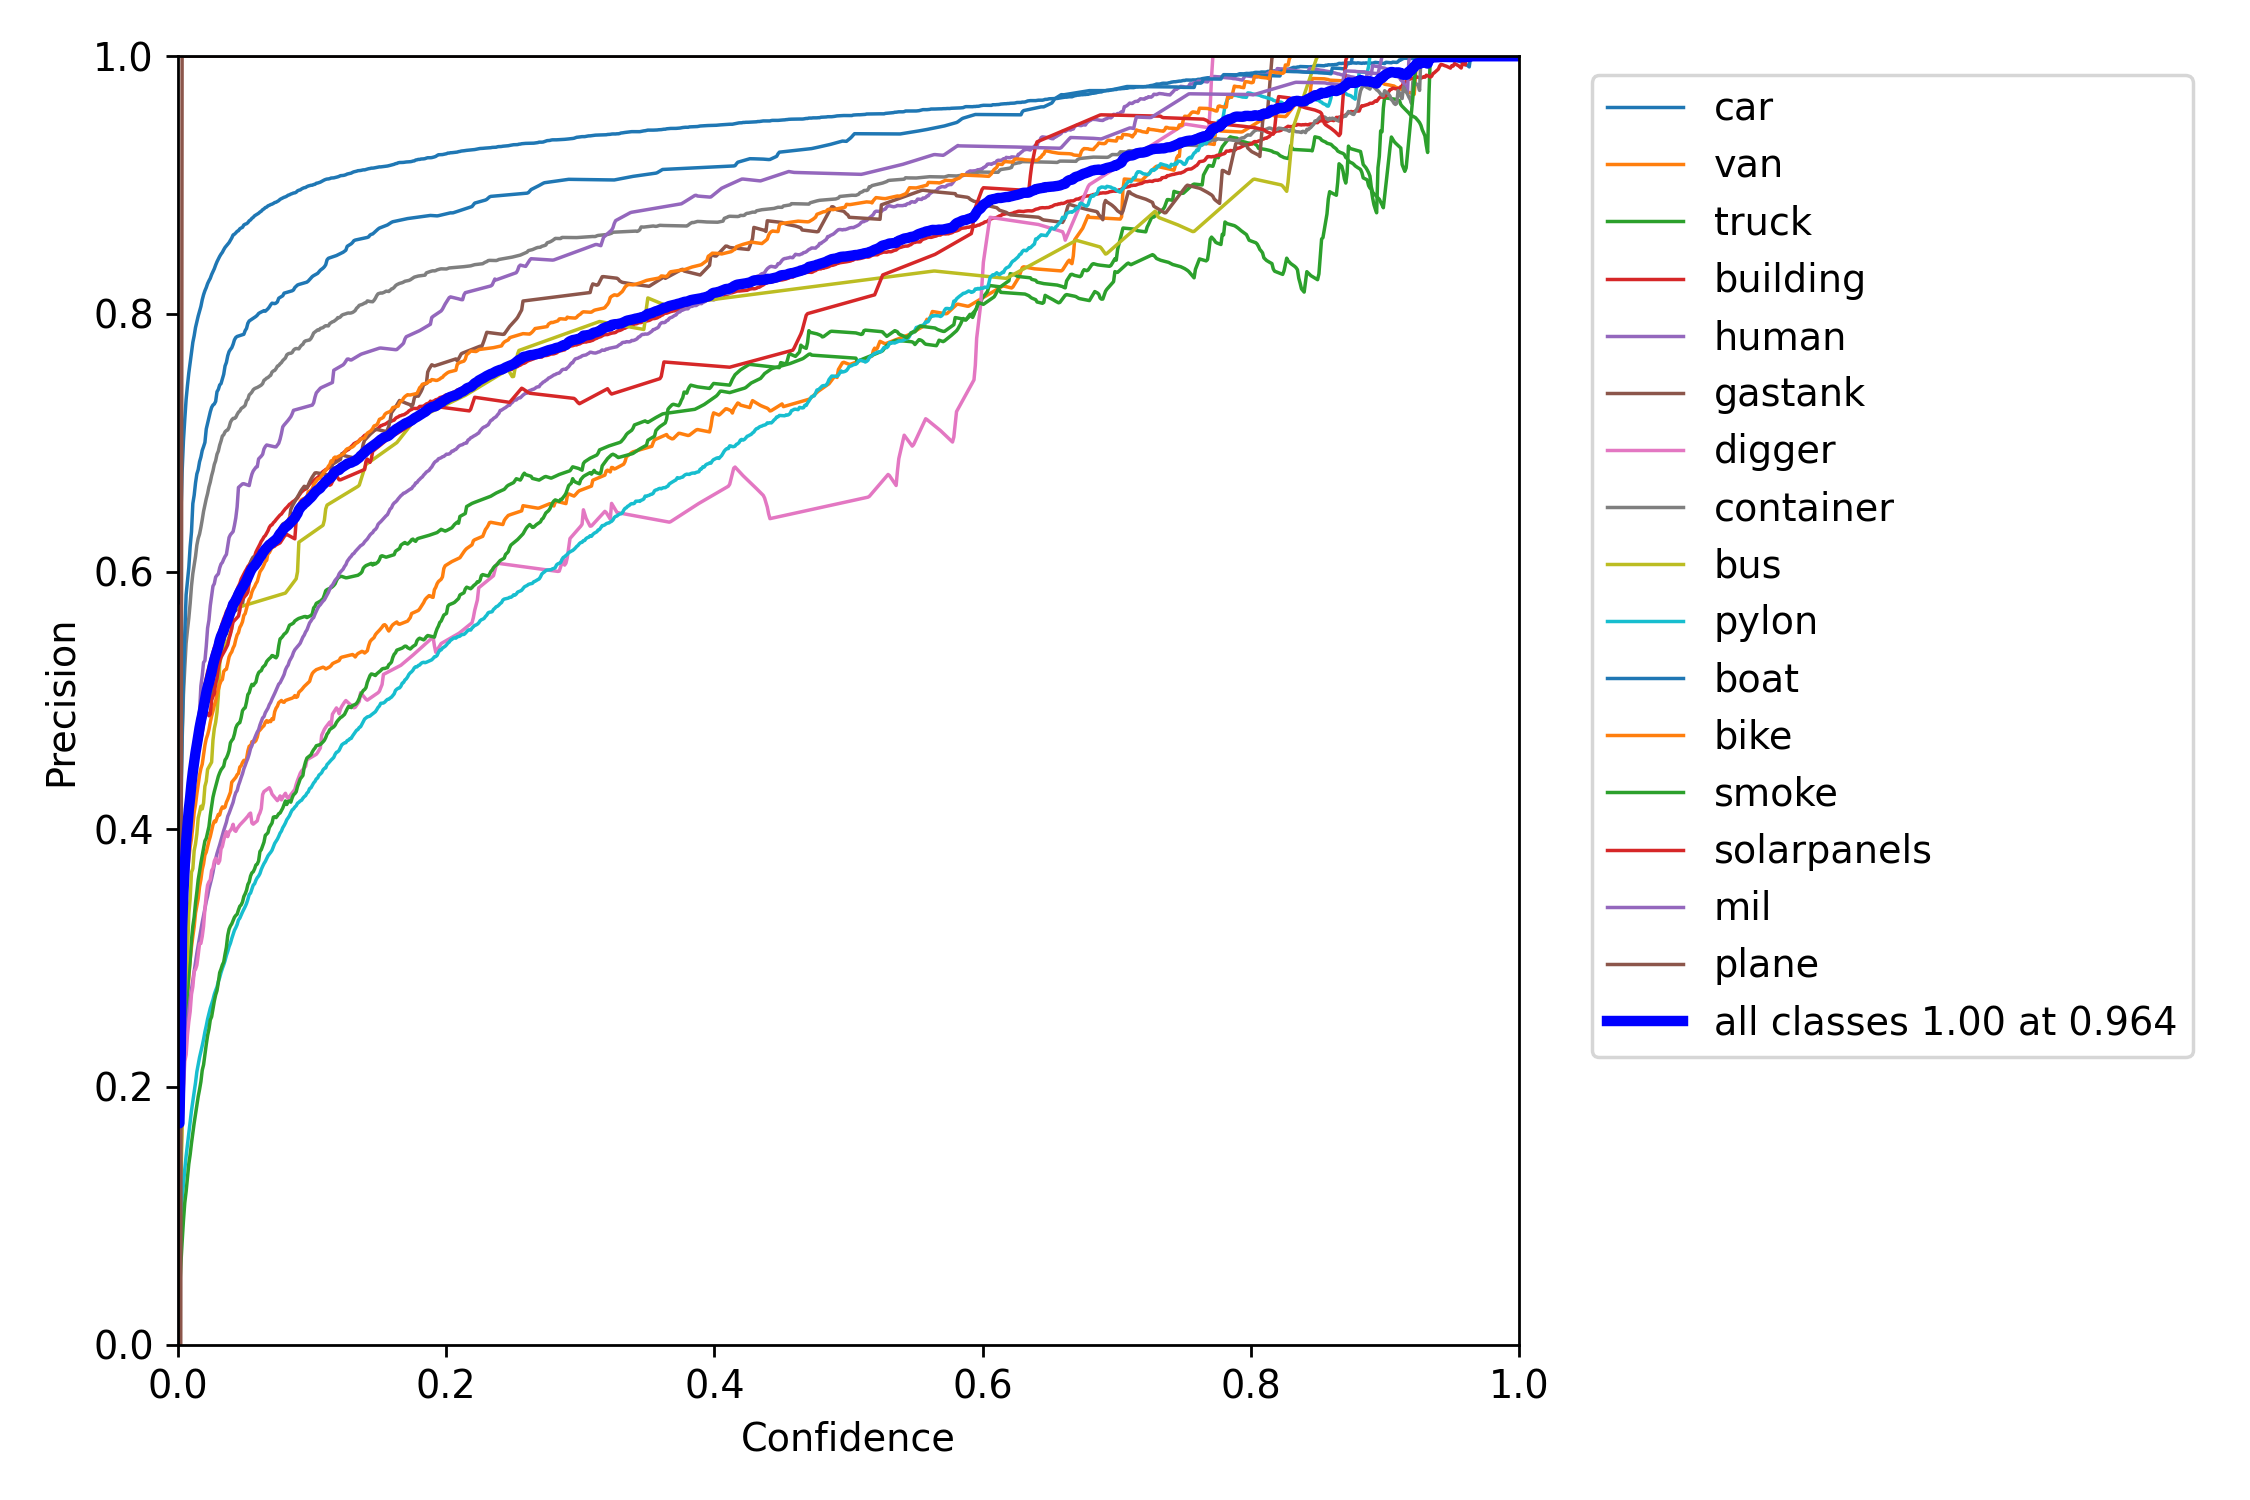 1.0
0.8
0.6
0.4
0.2
0.0
0.0 0.2 0.4 0.6 0.8 1.0
Precision
Confidence
car
van
truck
building
human
gastank
digger
container
bus
pylon
boat
bike
smoke
solarpanels
mil
plane
all classes 1.00 at 0.964